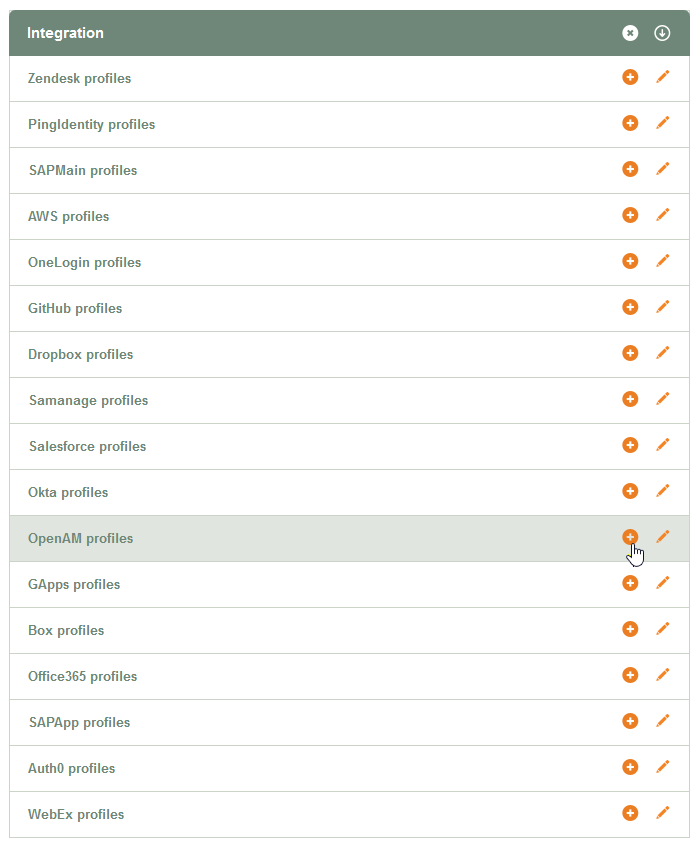 Integration
Zendesk profiles
PingIdentity profiles
SAPMain profiles
AWS profiles
OneLogin profiles
GitHub profiles
Dropbox profiles
Samanage profiles
Salesforce profiles
Okta profiles
OpenAM profiles
GApps profiles
Box profiles
Office365 profiles
SAPApp profiles
Auth0 profiles
WebEx profiles